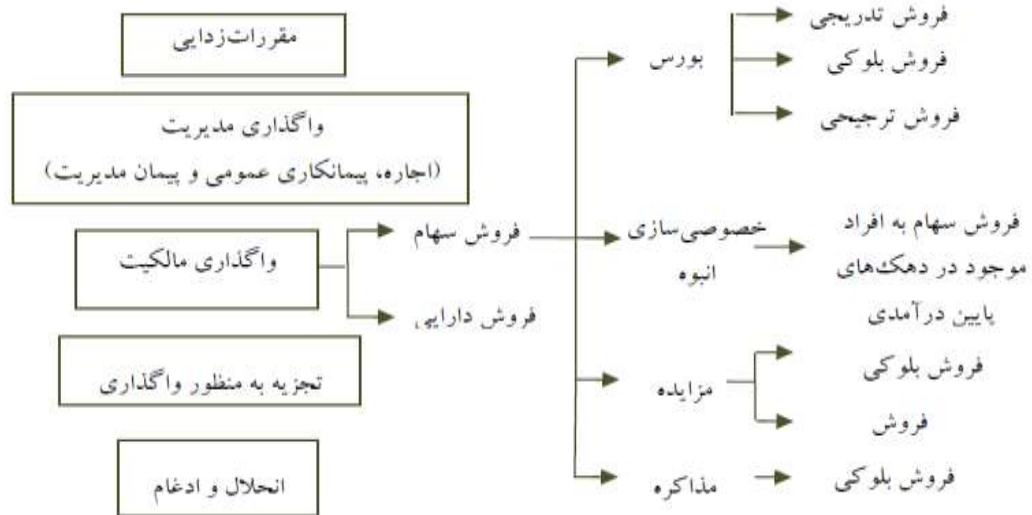 مقررات‌زدایی
واگذاری مدیریت
(اجاره، پیمانکاری عمومی و پیمان مدیریت)
واگذاری مالکیت
تجزیه به منظور واگذاری
انحلال و ادغام
فروش سهام
فروش دارایی
بورس
خصوصی‌سازی
انبوه
مزایده
مذاکره
فروش تدریجی
فروش بلوکی
فروش ترجیحی
فروش سهام به افراد
موجود در دهک‌های
پایین درآمدی
فروش بلوکی
فروش
فروش بلوکی